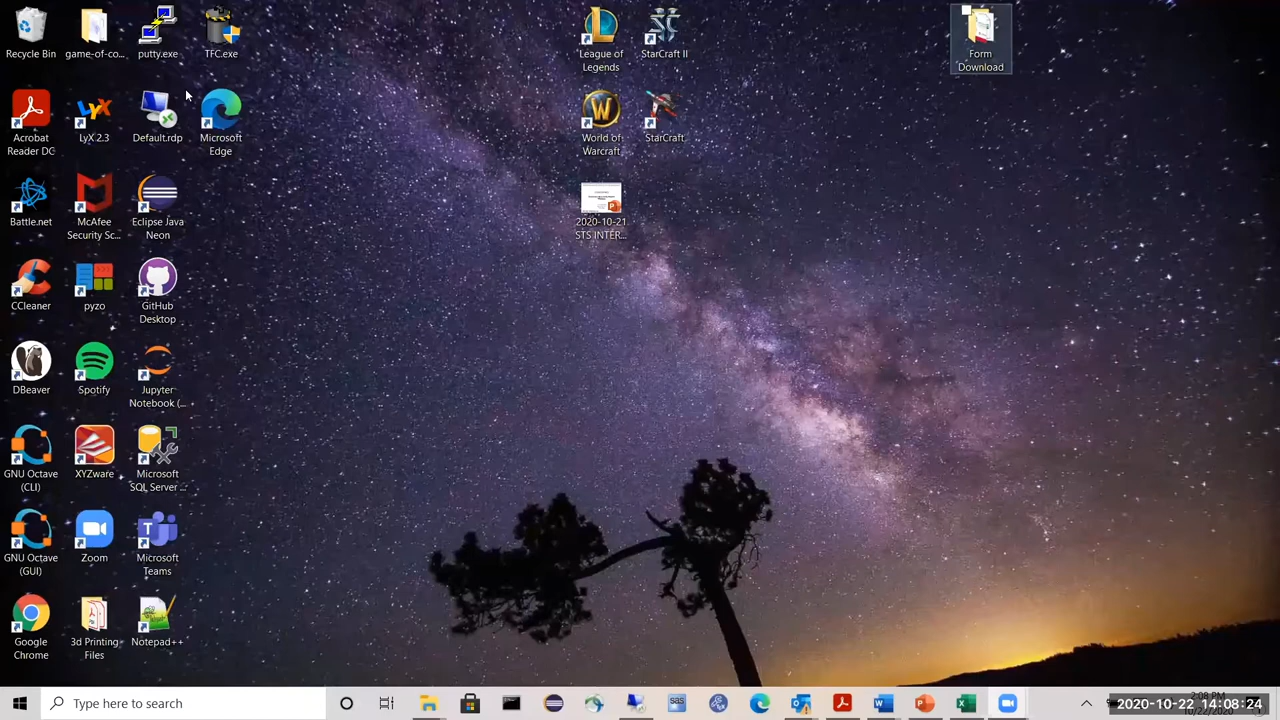 Recycle Bin
game-of-co...
putty.exe
TFC.exe
League of
Legends
StarCraft II
Form
Download
Acrobat
Reader DC
LyX 2.3
Default.rdp
Microsoft
Edge
World of
Warcraft
StarCraft
Battle.net
McAfee
Security Sc...
Eclipse Java
Neon
2020-10-21
STS INTER...
CCleaner
pyzo
GitHub
Desktop
DBeaver
Spotify
Jupyter
Notebook (...
GNU Octave
(CLI)
XYZware
Microsoft
SQL Server ...
GNU Octave
(GUI)
Zoom
Microsoft
Teams
Google
Chrome
3d Printing
Files
Notepad++
Type here to search
sas
2:08 PM
2020-10-22 14:08:24